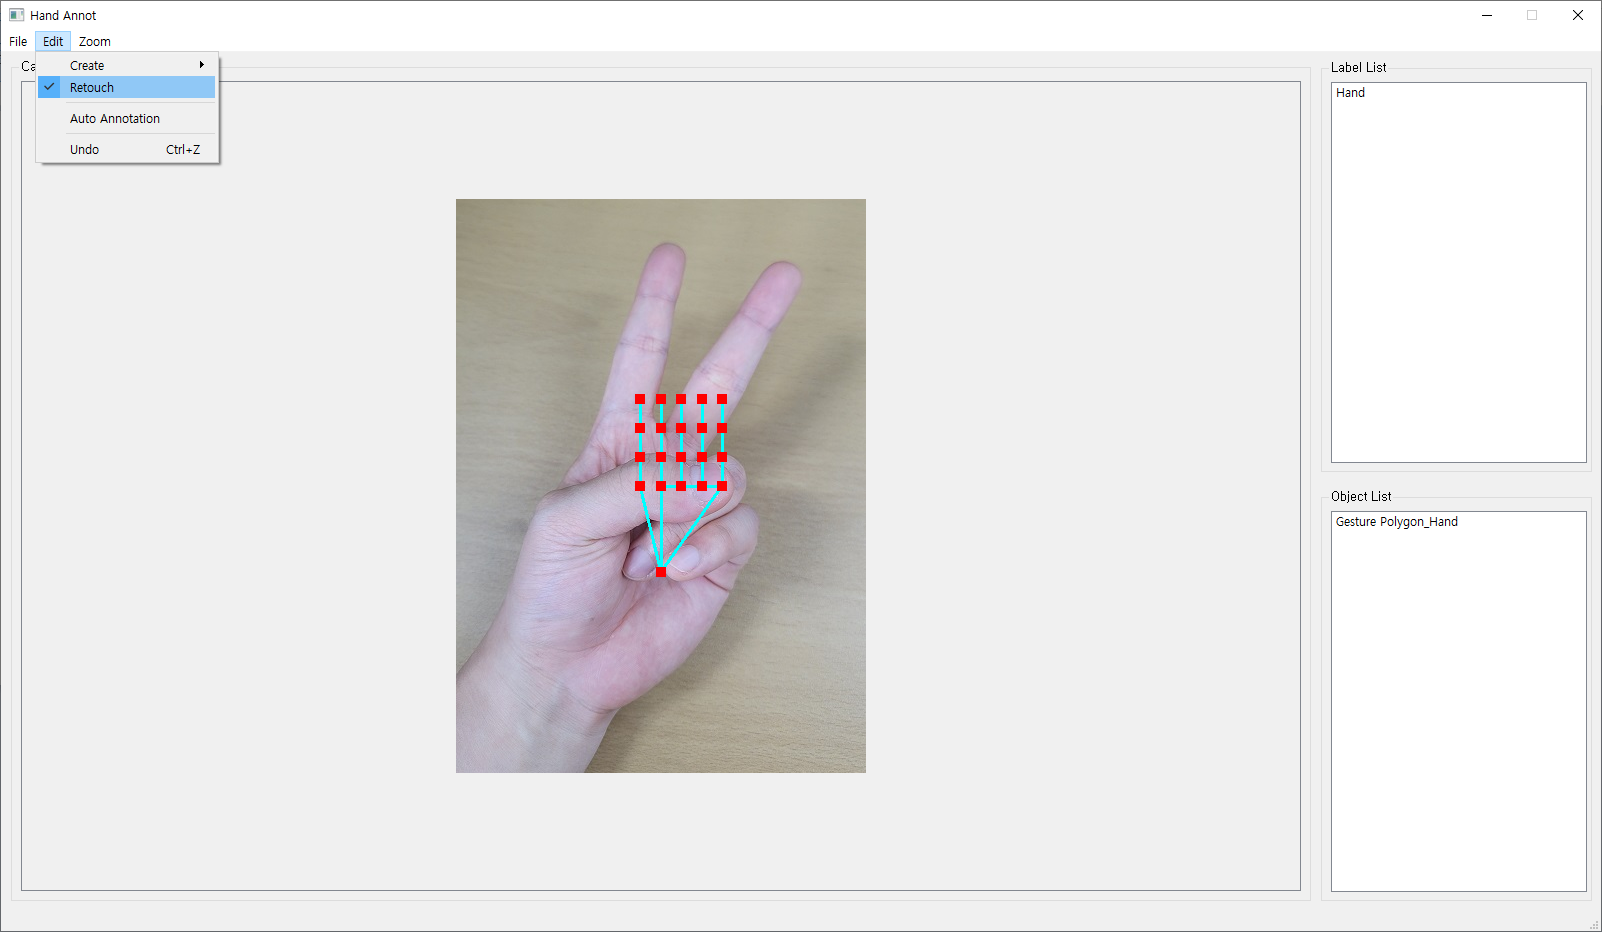 Hand Annot
File Edit Zoom
Ca
Create
Retouch
Auto Annotation
Undo Ctrl+Z
Label List
Hand
Object List
Gesture Polygon_Hand